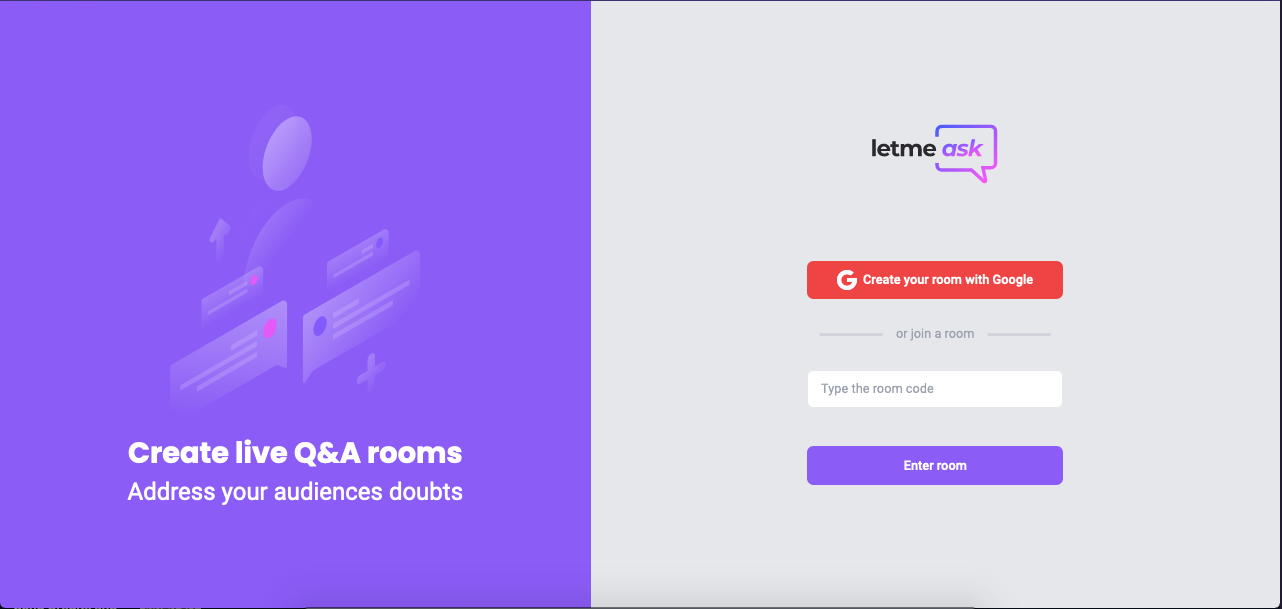 Create live Q&A rooms
Address your audiences doubts
letme ask
Create your room with Google
or join a room
Type the room code
Enter room